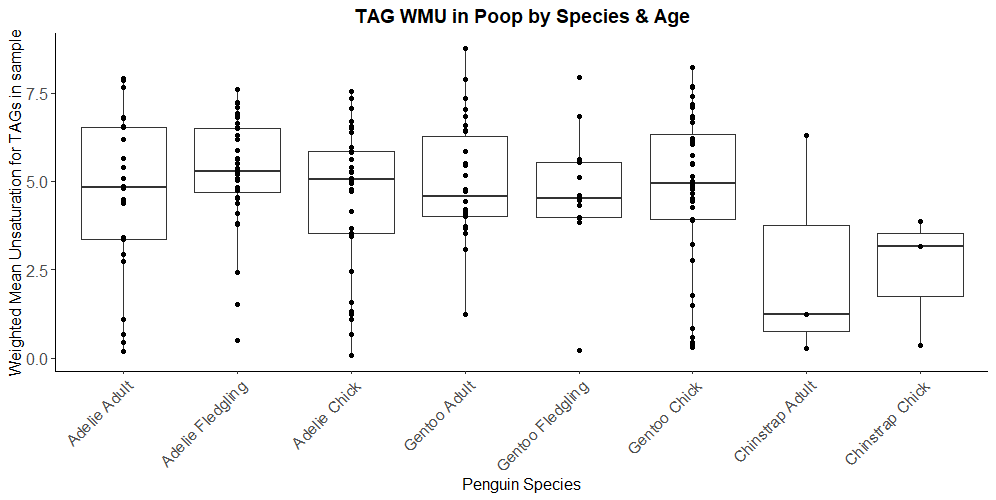 TAG WMU in Poop by Species & Age
Weighted Mean Unsaturation for TAGs in sample
7.5
5.0
2.5
0.0
Adelie Adult
Adelie Fledgling
Adelie Chick
Gentoo Adult
Gentoo Fledgling
Gentoo Chick
Chinstrap Adult
Chinstrap Chick
Penguin Species